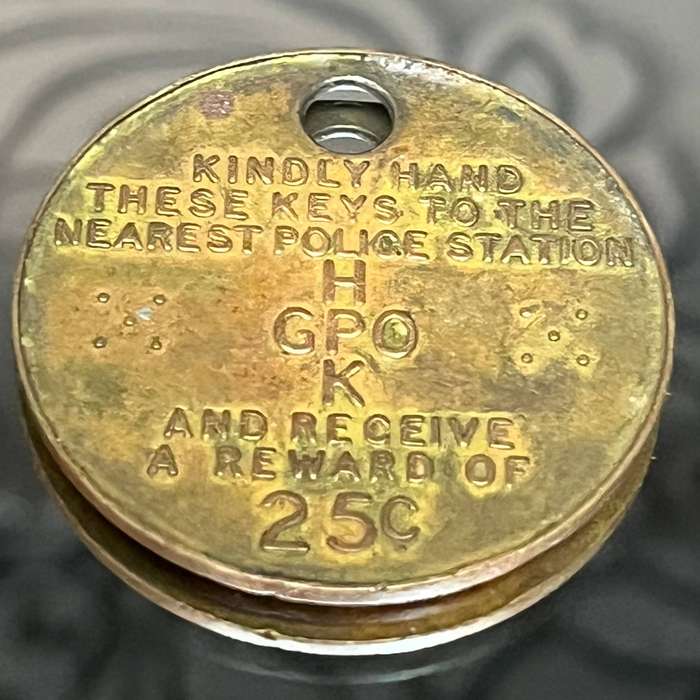 KINDLY HAND
THESE KEYS TO THE
NEAREST POLICE STATION
H
GPO
K
AND RECEIVE
A REWARD OF
25C